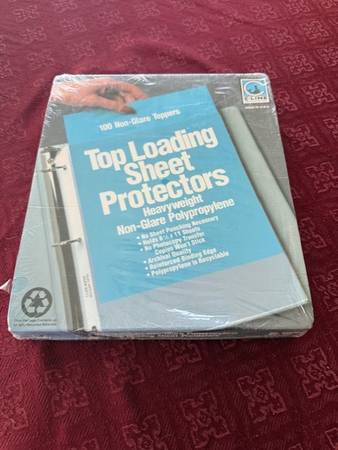 100 Non-Glare Toppers
C-LINE
Top Loading
Sheet
Protectors
Heavyweight
Non-Glare Polypropylene
• No Sheet Punching Necessary
• Holds 8½ x 11 Sheets
• No Photocopy Transfer
Copies Won't Stick
• Archival Quality
• Reinforced Binding Edge
• Polypropylene is Recyclable